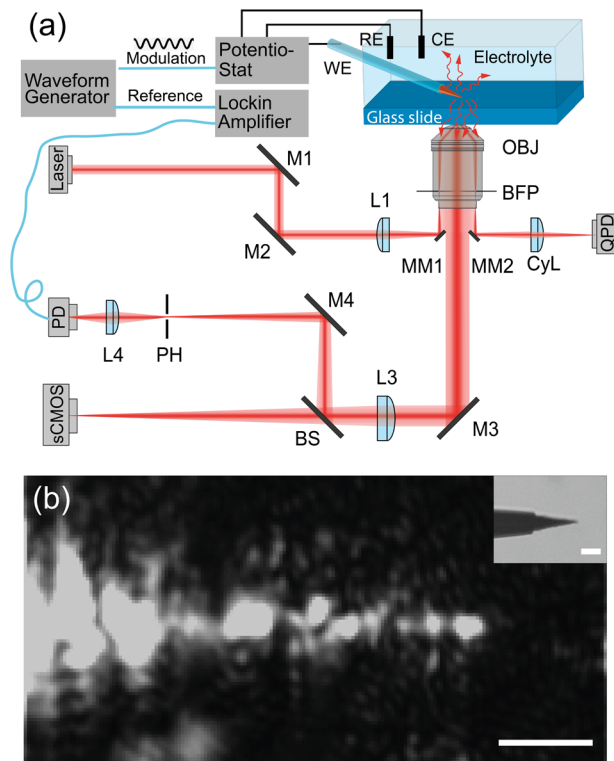 (a)
Modulation
Waveform
Generator
Reference
Potentio-
Stat
Lockin
Amplifier
RE
CE
WE
Electrolyte
Glass slide
OBJ
BFP
Laser
M1
M2
L1
MM1
MM2
CyL
QPD
PD
L4
PH
M4
sCMOS
BS
L3
M3
(b)